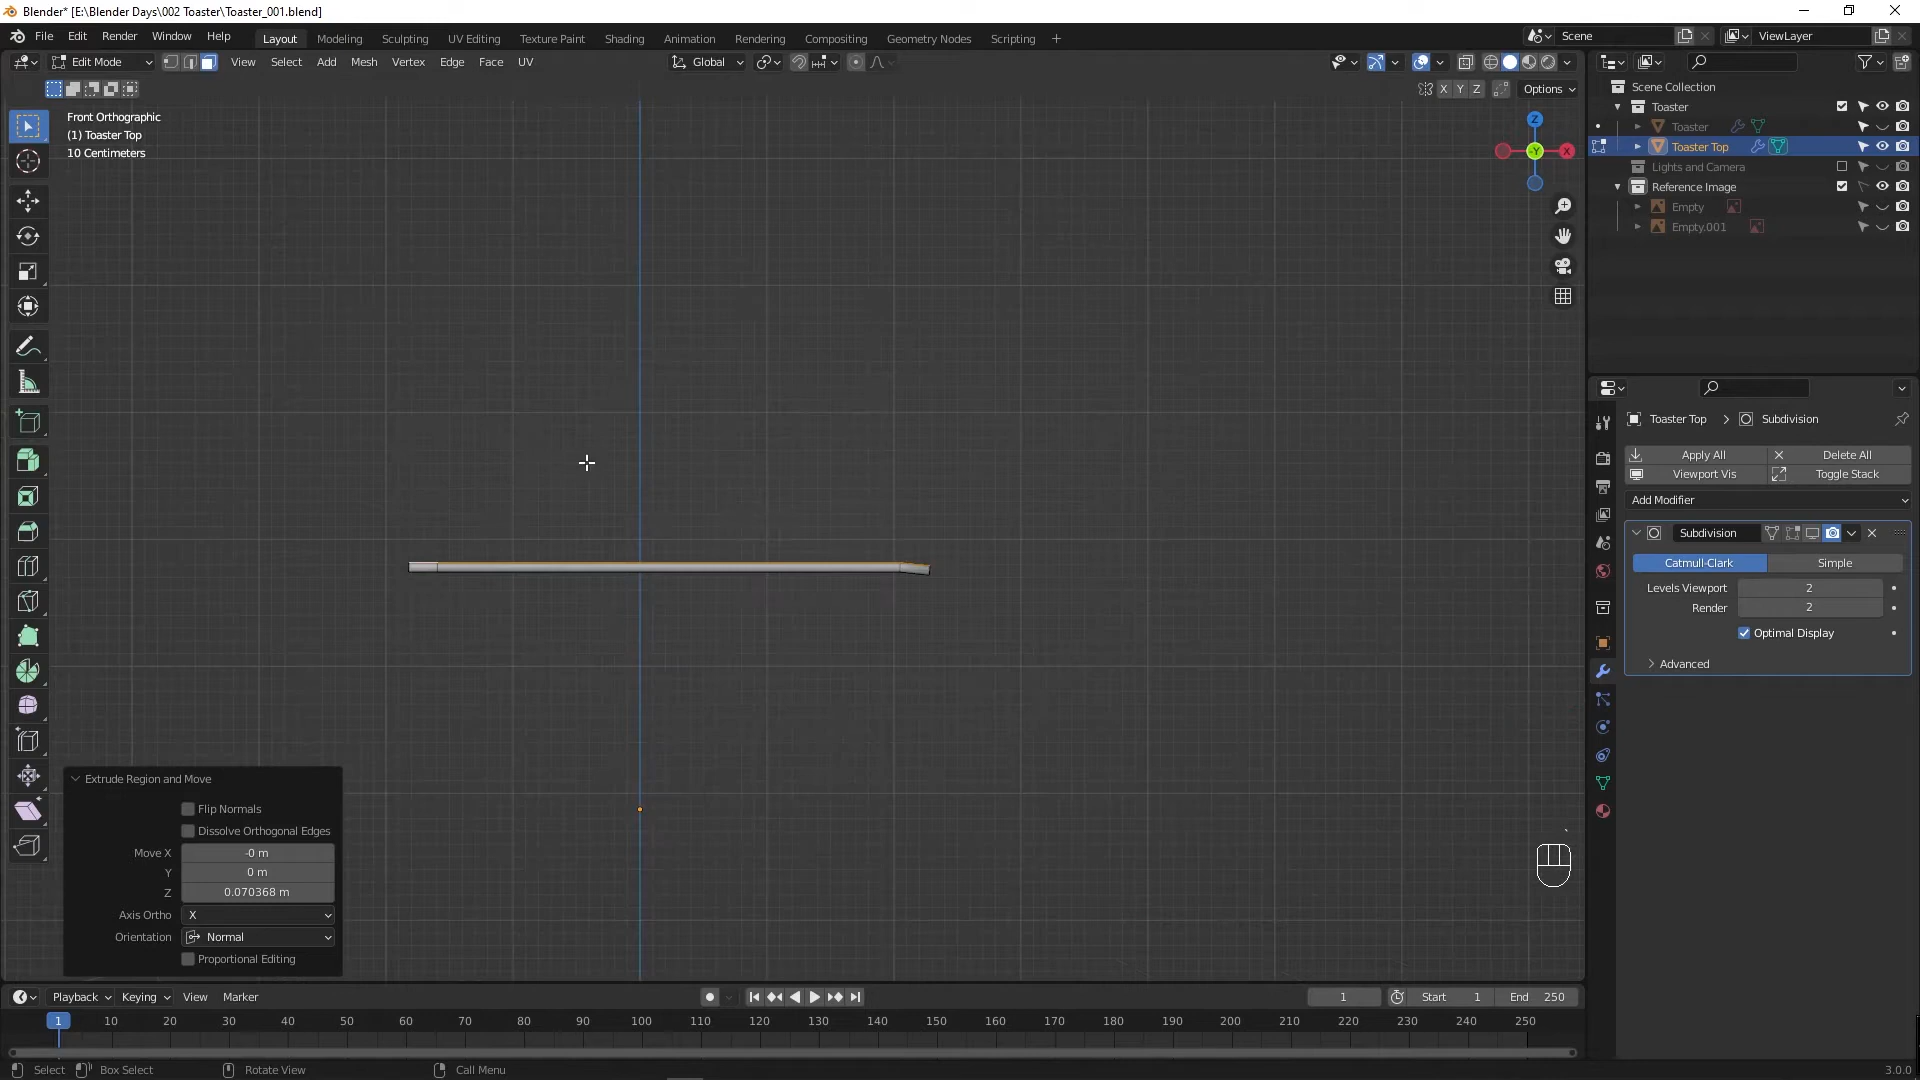 Blender* [E:\Blender Days\002 Toaster\Toaster_001.blend]
File Edit Render Window Help
Layout Modeling Sculpting UV Editing Texture Paint Shading Animation Rendering Compositing Geometry Nodes Scripting +
Scene
ViewLayer
Edit Mode
View Select Add Mesh Vertex Edge Face UV
Global
X Y Z
Options
Front Orthographic
(1) Toaster Top
10 Centimeters
Z
-Y
X
Scene Collection
Toaster
Toaster
Toaster Top
Lights and Camera
Reference Image
Empty
Empty.001
Toaster Top > Subdivision
Apply All
Delete All
Viewport Vis
Toggle Stack
Add Modifier
Subdivision
Catmull-Clark
Simple
Levels Viewport 2
Render 2
Optimal Display
Advanced
Extrude Region and Move
Flip Normals
Dissolve Orthogonal Edges
Move X -0 m
Y 0 m
Z 0.070368 m
Axis Ortho X
Orientation Normal
Proportional Editing
Playback Keying View Marker
1
Start 1
End 250
1 10 20 30 40 50 60 70 80 90 100 110 120 130 140 150 160 170 180 190 200 210 220 230 240 250
Select Box Select Rotate View Call Menu
3.0.0